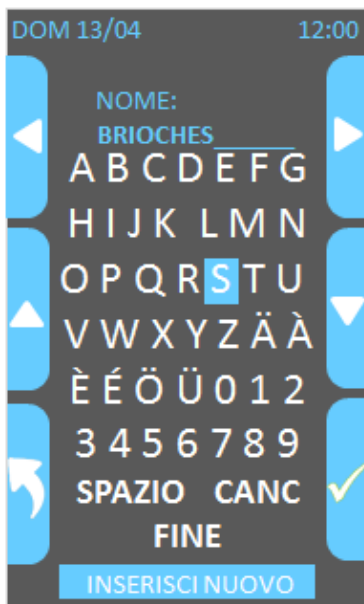 DOM 13/04 12:00
NOME:
BRIOCHES______
A B C D E F G
H I J K L M N
O P Q R S T U
V W X Y Z Ä À
È É Ö Ü 0 1 2
3 4 5 6 7 8 9
SPAZIO CANC
FINE
INSERISCI NUOVO